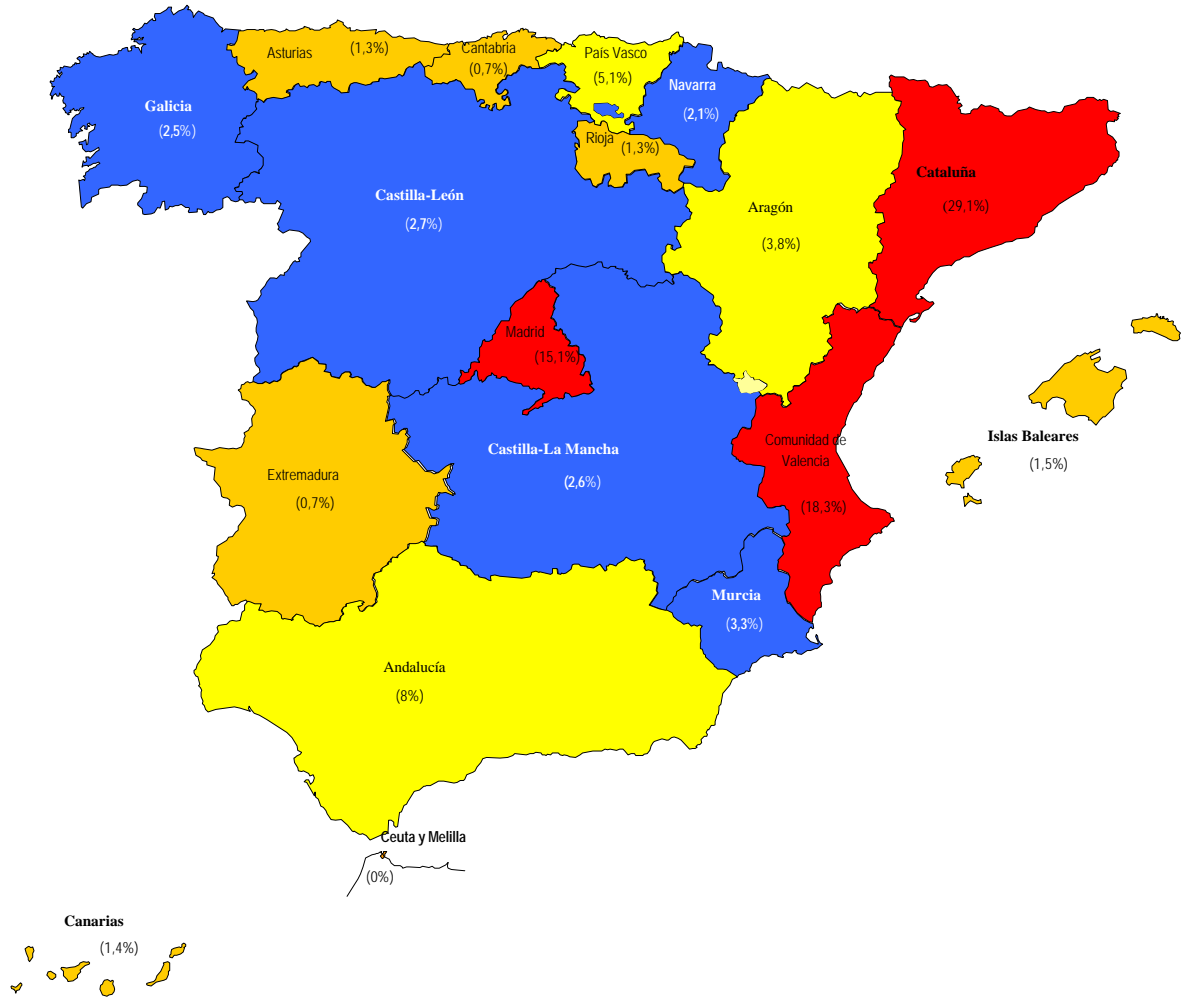 Asturias
(1,3%)
Cantabria
(0,7%)
País Vasco
(5,1%)
Navarra
(2,1%)
Galicia
(2,5%)
Rioja
(1,3%)
Cataluña
(29,1%)
Castilla-León
(2,7%)
Aragón
(3,8%)
Madrid
(15,1%)
Islas Baleares
(1,5%)
Comunidad de
Valencia
(18,3%)
Castilla-La Mancha
(2,6%)
Extremadura
(0,7%)
Murcia
(3,3%)
Andalucía
(8%)
Ceuta y Melilla
(0%)
Canarias
(1,4%)